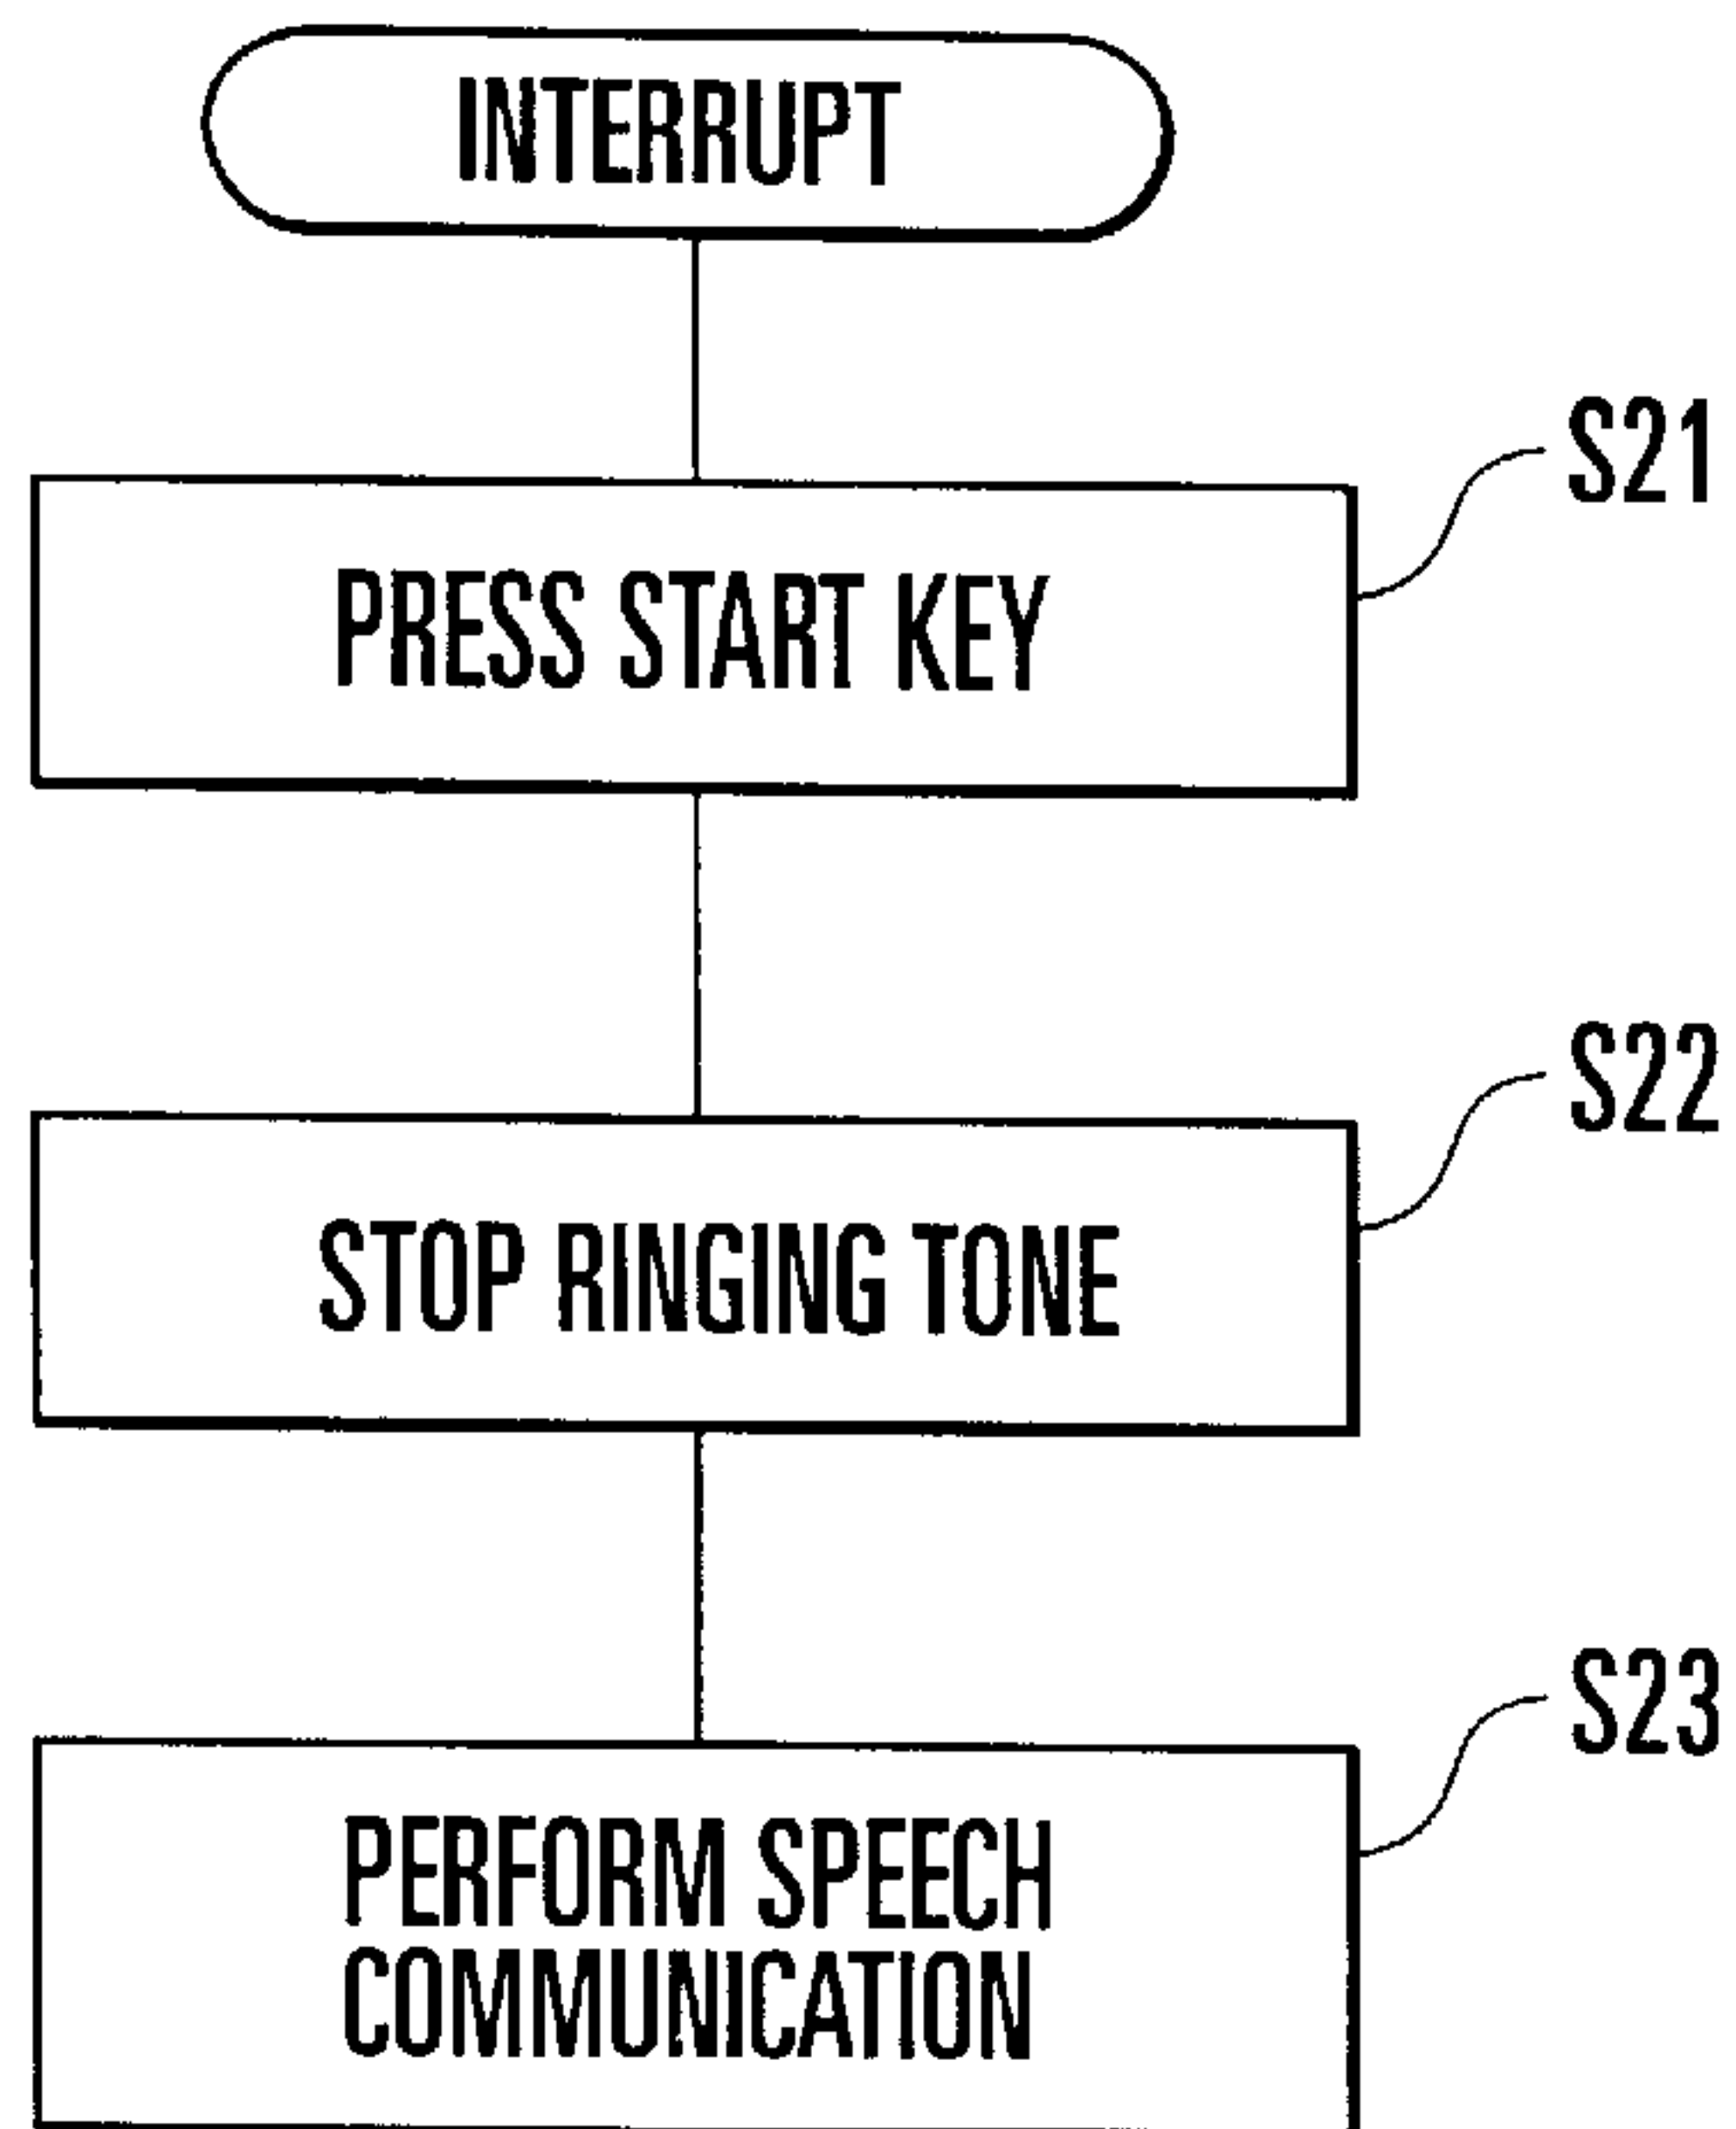 INTERRUPT
S21
PRESS START KEY
S22
STOP RINGING TONE
S23
PERFORM SPEECH
COMMUNICATION